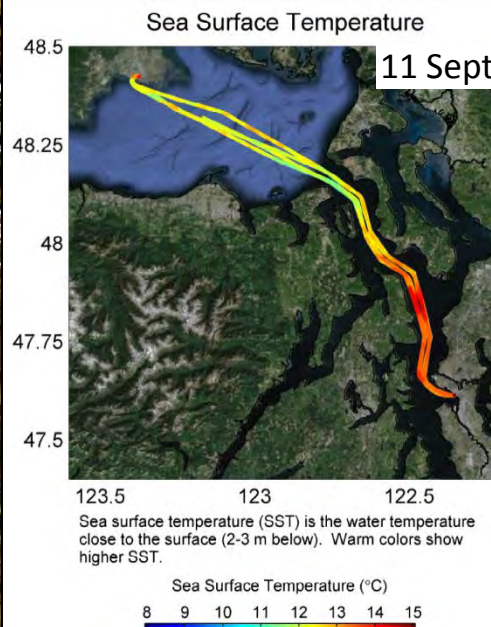 Sea Surface Temperature
11 Sept
48.5
48.25
48
47.75
47.5
123.5 123 122.5
Sea surface temperature (SST) is the water temperature
close to the surface (2-3 m below). Warm colors show
higher SST.
Sea Surface Temperature (°C)
8 9 10 11 12 13 14 15